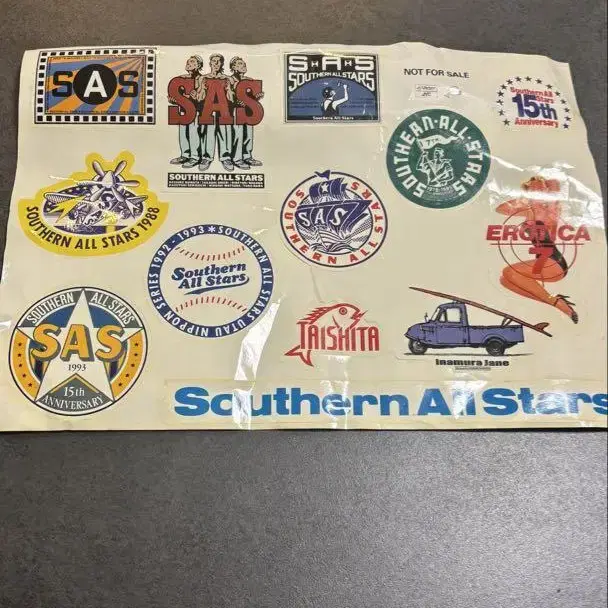 SAS
SAS
SOUTHERN ALL STARS
S·A·S
SOUTHERN ALL STARS
Southern All Stars
NOT FOR SALE
Southern All Stars
15th
Anniversary
SOUTHERN·ALL·STARS
SOUTHERN ALL STARS 1988
SAS
SOUTHERN ALL STARS
EROTICA
7
1992-1993 * SOUTHERN ALL STARS UTAU NIPPON SERIES
Southern
All Stars
SOUTHERN ALL STARS
SAS
1993
15th
ANNIVERSARY
TAISHITA
Inamura Jane
Southern All Stars